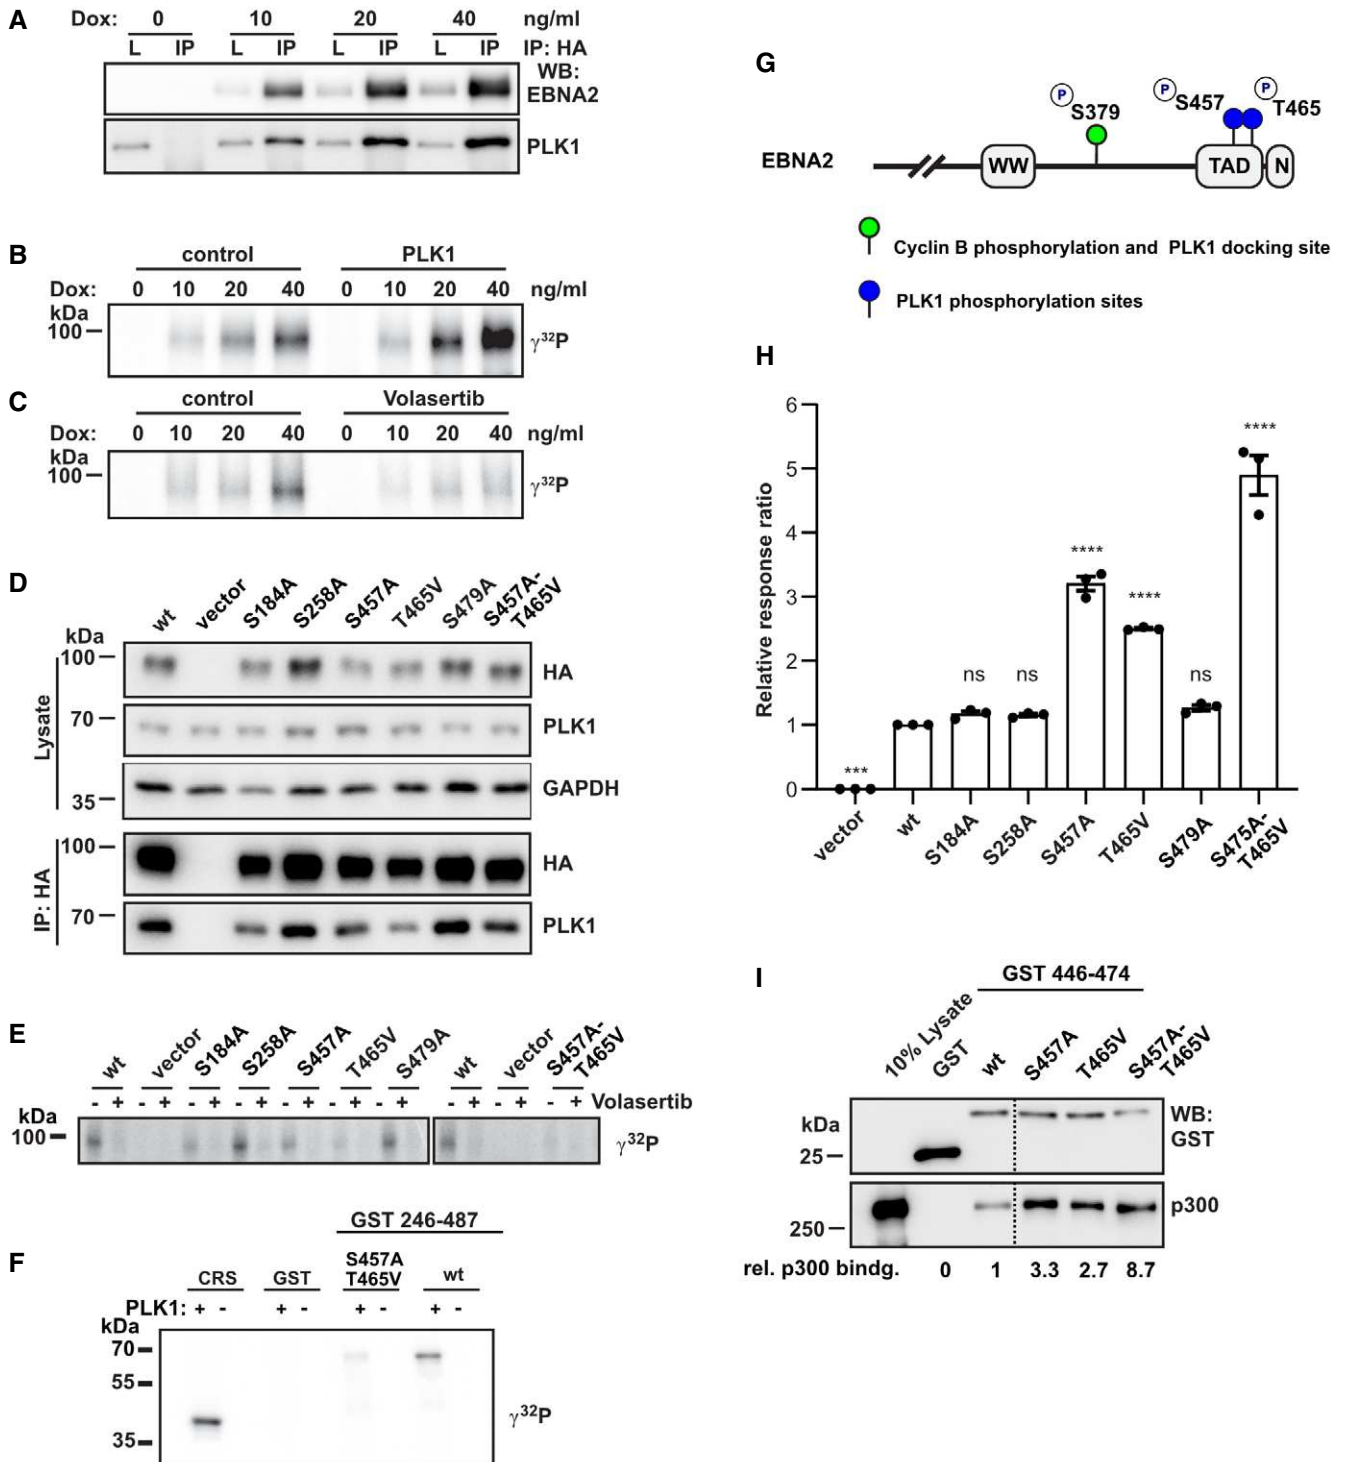 A
Dox: 0 10 20 40 ng/ml
L IP L IP L IP L IP IP: HA
WB:
EBNA2
PLK1
B
control PLK1
Dox: 0 10 20 40 0 10 20 40 ng/ml
kDa
100
γ³²P
C
control Volasertib
Dox: 0 10 20 40 0 10 20 40 ng/ml
kDa
100
γ³²P
D
wt vector S184A S258A S457A T465V S479A S457A-
T465V
kDa
Lysate
100 HA
70 PLK1
35 GAPDH
IP: HA
100 HA
70 PLK1
E
wt vector S184A S258A S457A T465V S479A wt vector S457A-
T465V
- + - + - + - + - + - + - + - + - + - + Volasertib
kDa
100
γ³²P
F
GST 246-487
CRS GST S457A
T465V wt
PLK1: + - + - + - + -
kDa
70
55
35
γ³²P
G
P S379 P S457 P T465
EBNA2 WW TAD N
Cyclin B phosphorylation and PLK1 docking site
PLK1 phosphorylation sites
H
Relative response ratio
6
5
4
3
2
1
0
*** ns ns **** **** ns ****
vector wt S184A S258A S457A T465V S479A S475A-
T465V
I
GST 446-474
10% Lysate GST wt S457A T465V S457A-
T465V
kDa
25
WB:
GST
250
p300
rel. p300 bindg. 0 1 3.3 2.7 8.7